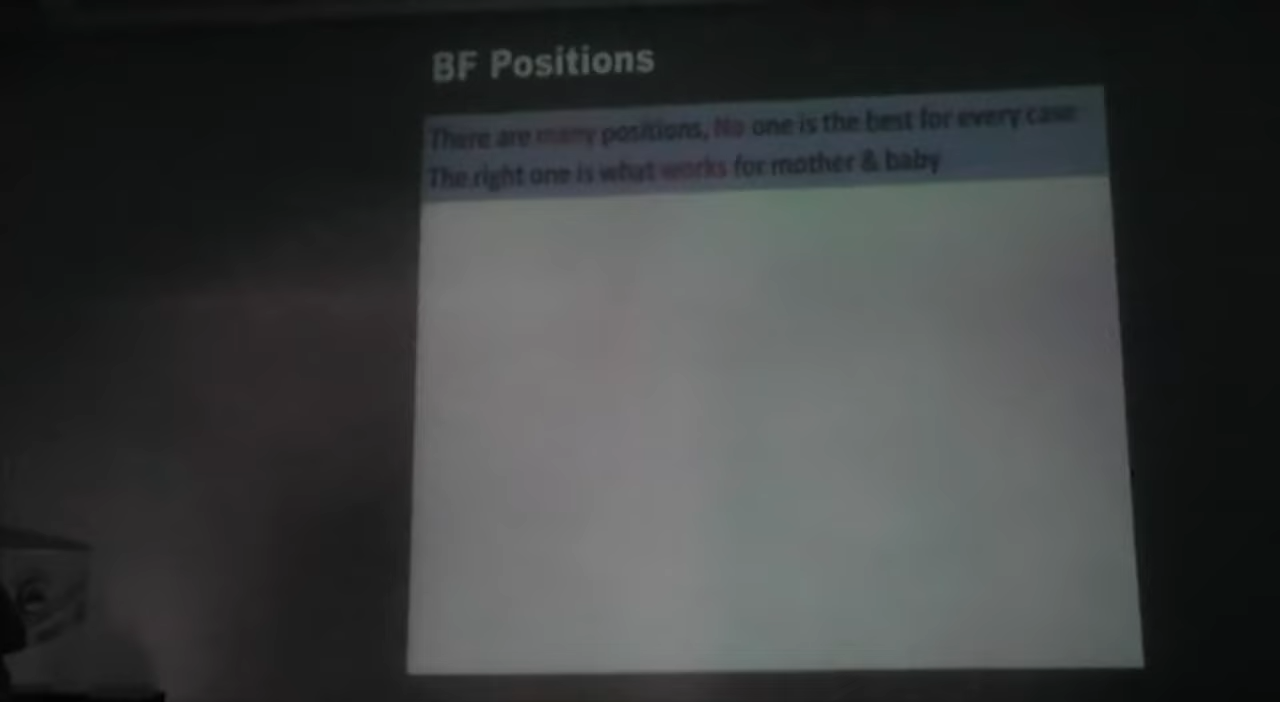 BF Positions
There are many positions, No one is the best for every case
The right one is what works for mother & baby